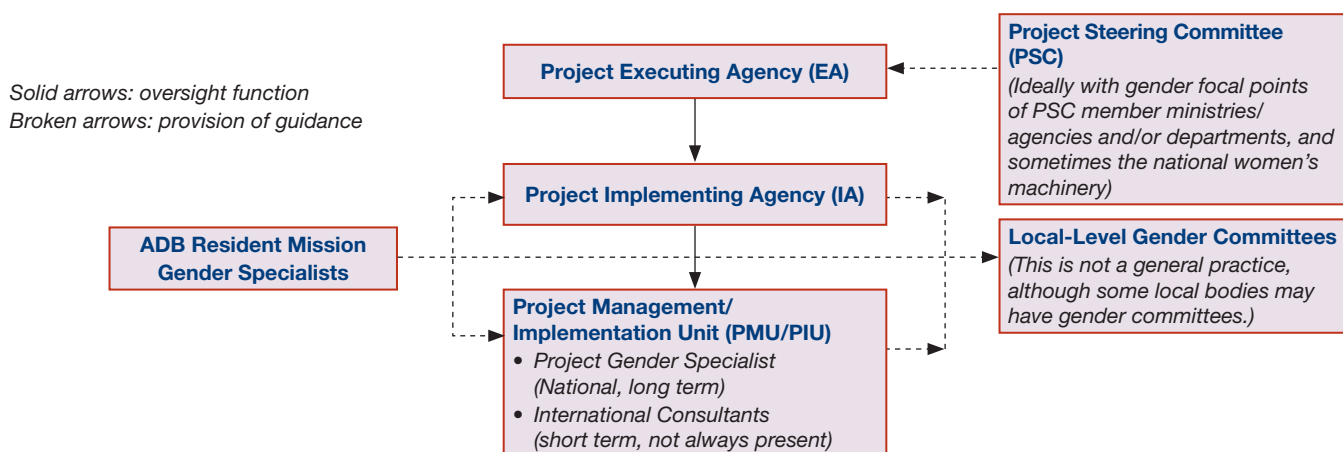 Solid arrows: oversight function
Broken arrows: provision of guidance
Project Executing Agency (EA)
Project Steering Committee
(PSC)
(Ideally with gender focal points
of PSC member ministries/
agencies and/or departments, and
sometimes the national women’s
machinery)
Project Implementing Agency (IA)
ADB Resident Mission
Gender Specialists
Local-Level Gender Committees
(This is not a general practice,
although some local bodies may
have gender committees.)
Project Management/
Implementation Unit (PMU/PIU)
• Project Gender Specialist
(National, long term)
• International Consultants
(short term, not always present)